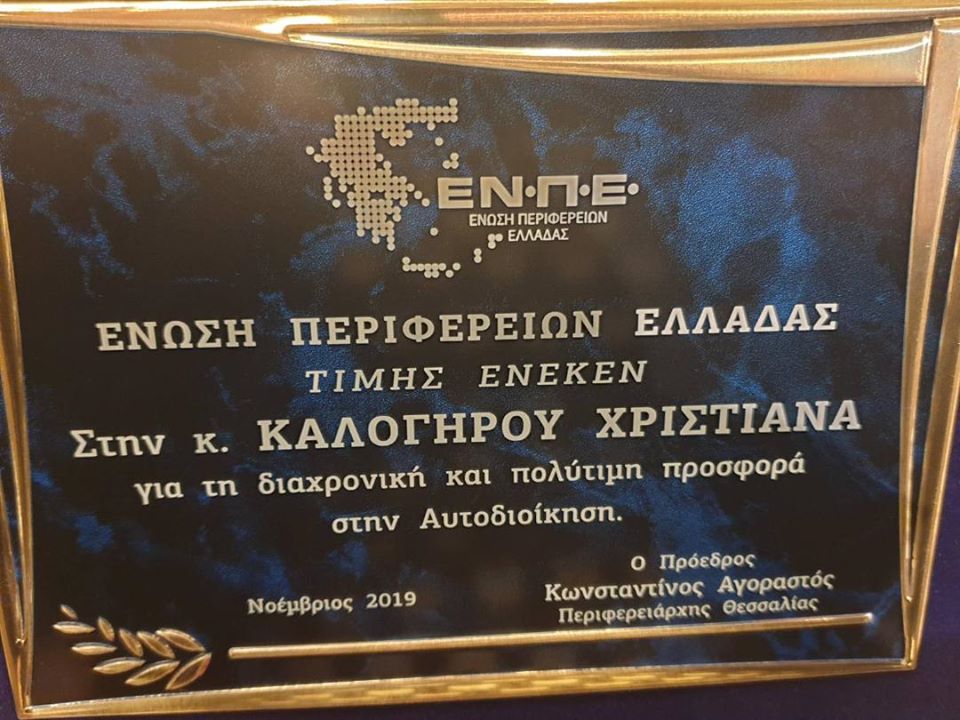 ΕΝ·Π·Ε·
ΕΝΩΣΗ ΠΕΡΙΦΕΡΕΙΩΝ
ΕΛΛΑΔΑΣ
ΕΝΩΣΗ ΠΕΡΙΦΕΡΕΙΩΝ ΕΛΛΑΔΑΣ
ΤΙΜΗΣ ΕΝΕΚΕΝ
Στην κ. ΚΑΛΟΓΗΡΟΥ ΧΡΙΣΤΙΑΝΑ
για τη διαχρονική και πολύτιμη προσφορά
στην Αυτοδιοίκηση.
Ο Πρόεδρος
Κωνσταντίνος Αγοραστός
Περιφερειάρχης Θεσσαλίας
Νοέμβριος 2019